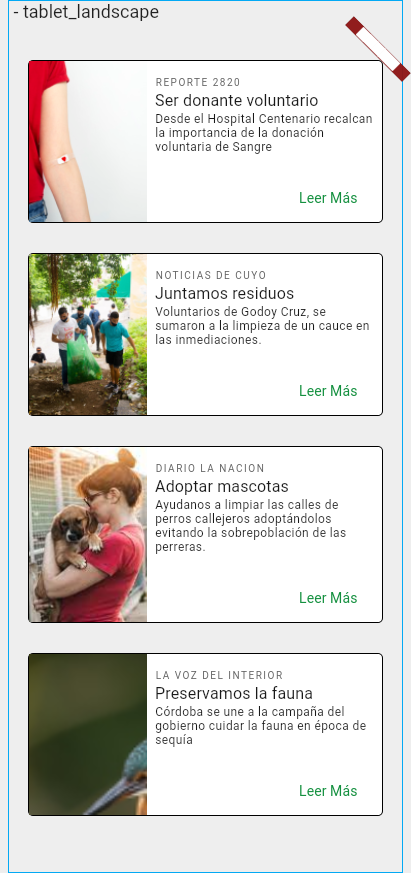 - tablet_landscape
REPORTE 2820
Ser donante voluntario
Desde el Hospital Centenario recalcan
la importancia de la donación
voluntaria de Sangre
Leer Más
NOTICIAS DE CUYO
Juntamos residuos
Voluntarios de Godoy Cruz, se
sumaron a la limpieza de un cauce en
las inmediaciones.
Leer Más
DIARIO LA NACION
Adoptar mascotas
Ayudanos a limpiar las calles de
perros callejeros adoptándolos
evitando la sobrepoblación de las
perreras.
Leer Más
LA VOZ DEL INTERIOR
Preservamos la fauna
Córdoba se une a la campaña del
gobierno cuidar la fauna en época de
sequía
Leer Más